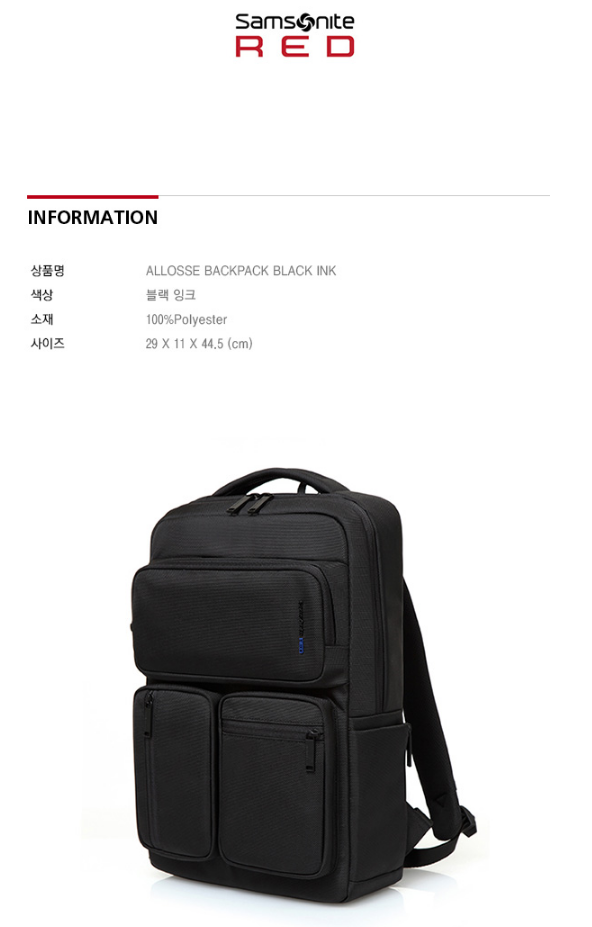 Samsonite
RED
INFORMATION
상품명 ALLOSSE BACKPACK BLACK INK
색상 블랙 잉크
소재 100%Polyester
사이즈 29 X 11 X 44.5 (cm)